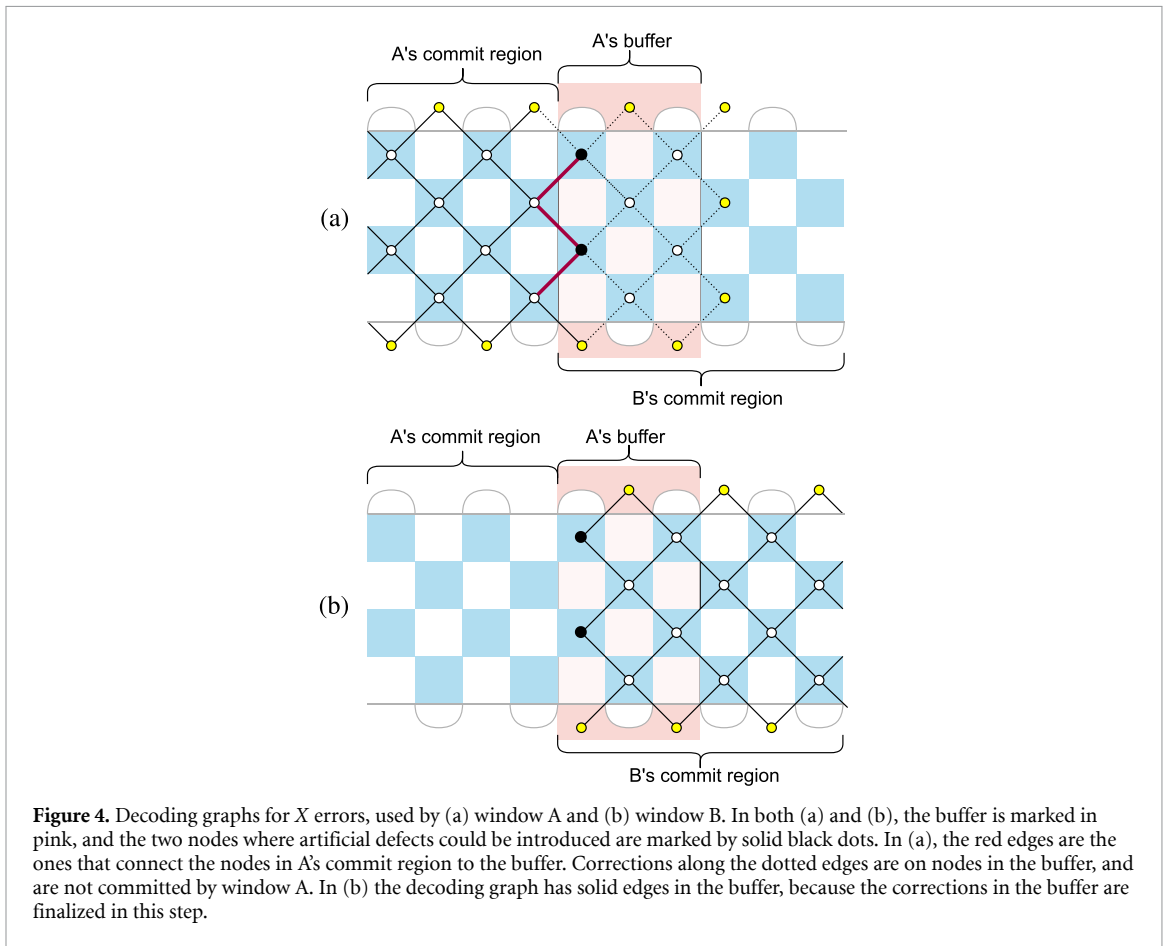 A's buffer
A's commit region
(a)
B's commit region
A's commit region
A's buffer
(b)
B's commit region
Figure 4. Decoding graphs for X errors, used by (a) window A and (b) window B. In both (a) and (b), the buffer is marked in
pink, and the two nodes where artificial defects could be introduced are marked by solid black dots. In (a), the red edges are the
ones that connect the nodes in A's commit region to the buffer. Corrections along the dotted edges are on nodes in the buffer, and
are not committed by window A. In (b) the decoding graph has solid edges in the buffer, because the corrections in the buffer are
finalized in this step.